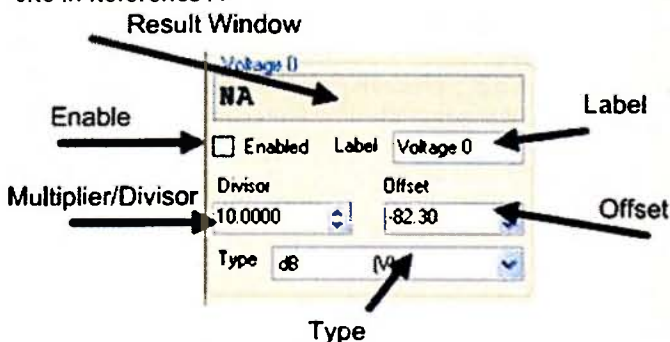 Result Window
Voltage 0
NA
Enable
Enabled Label Voltage 0
Label
Multiplier/Divisor
Divisor Offset
10.0000 -82.30
Offset
Type dB
Type